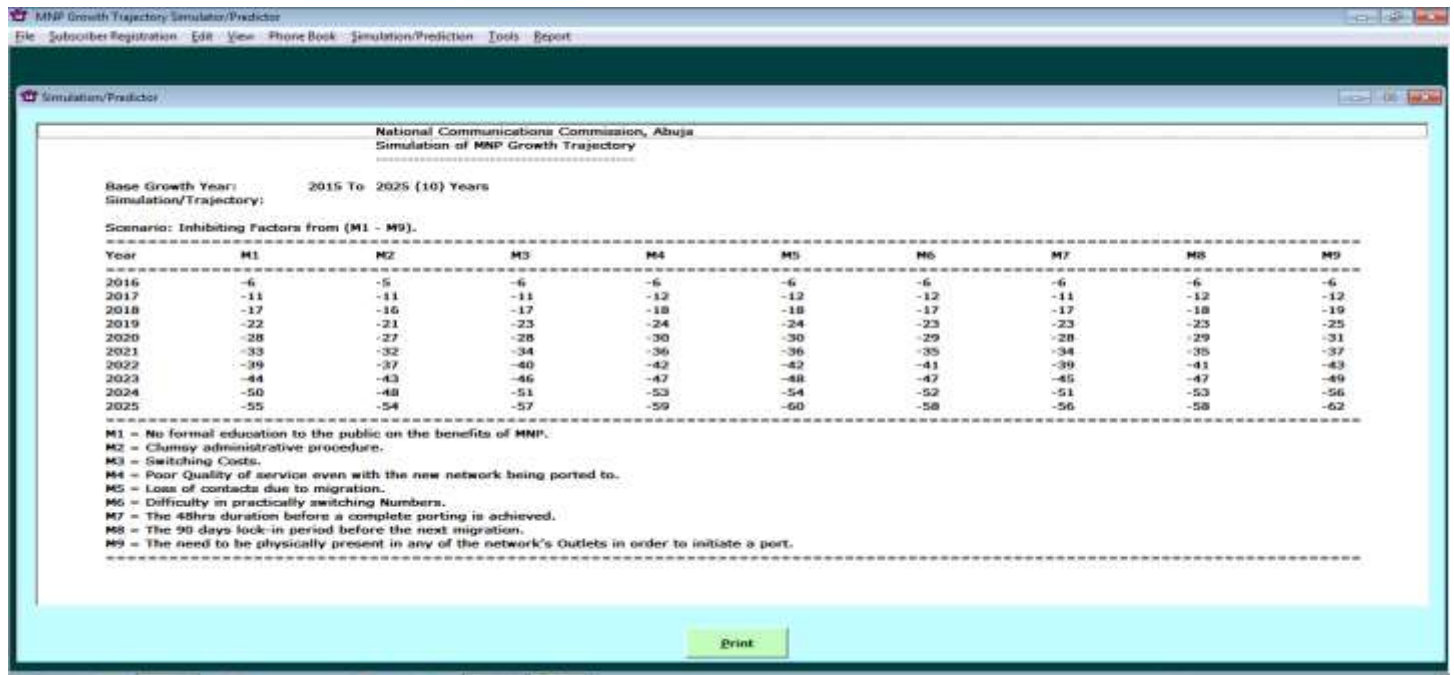 MNP Growth Trajectory Simulator/Predictor
File Subscriber Registration Edit View Phone Book Simulation/Prediction Tools Report
Simulation/Predictor
National Communications Commission, Abuja
Simulation of MNP Growth Trajectory
Base Growth Year: 2015 To 2025 (10) Years
Simulation/Trajectory:
Scenario: Inhibiting Factors from (M1 - M9).
Year M1 M2 M3 M4 M5 M6 M7 M8 M9
2016 -6 -5 -6 -6 -6 -6 -6 -6 -6
2017 -11 -11 -11 -12 -12 -12 -11 -12 -12
2018 -17 -16 -17 -18 -18 -17 -17 -18 -19
2019 -22 -21 -23 -24 -24 -23 -23 -23 -25
2020 -28 -27 -28 -30 -30 -29 -28 -29 -31
2021 -33 -32 -34 -36 -36 -35 -34 -35 -37
2022 -39 -37 -40 -42 -42 -41 -39 -41 -43
2023 -44 -43 -46 -47 -48 -47 -45 -47 -49
2024 -50 -48 -51 -53 -54 -52 -51 -53 -56
2025 -55 -54 -57 -59 -60 -58 -56 -58 -62
M1 = No formal education to the public on the benefits of MNP.
M2 = Clumsy administrative procedure.
M3 = Switching Costs.
M4 = Poor Quality of service even with the new network being ported to.
M5 = Loss of contacts due to migration.
M6 = Difficulty in practically switching Numbers.
M7 = The 48hrs duration before a complete porting is achieved.
M8 = The 90 days lock-in period before the next migration.
M9 = The need to be physically present in any of the network's Outlets in order to initiate a port.
Print